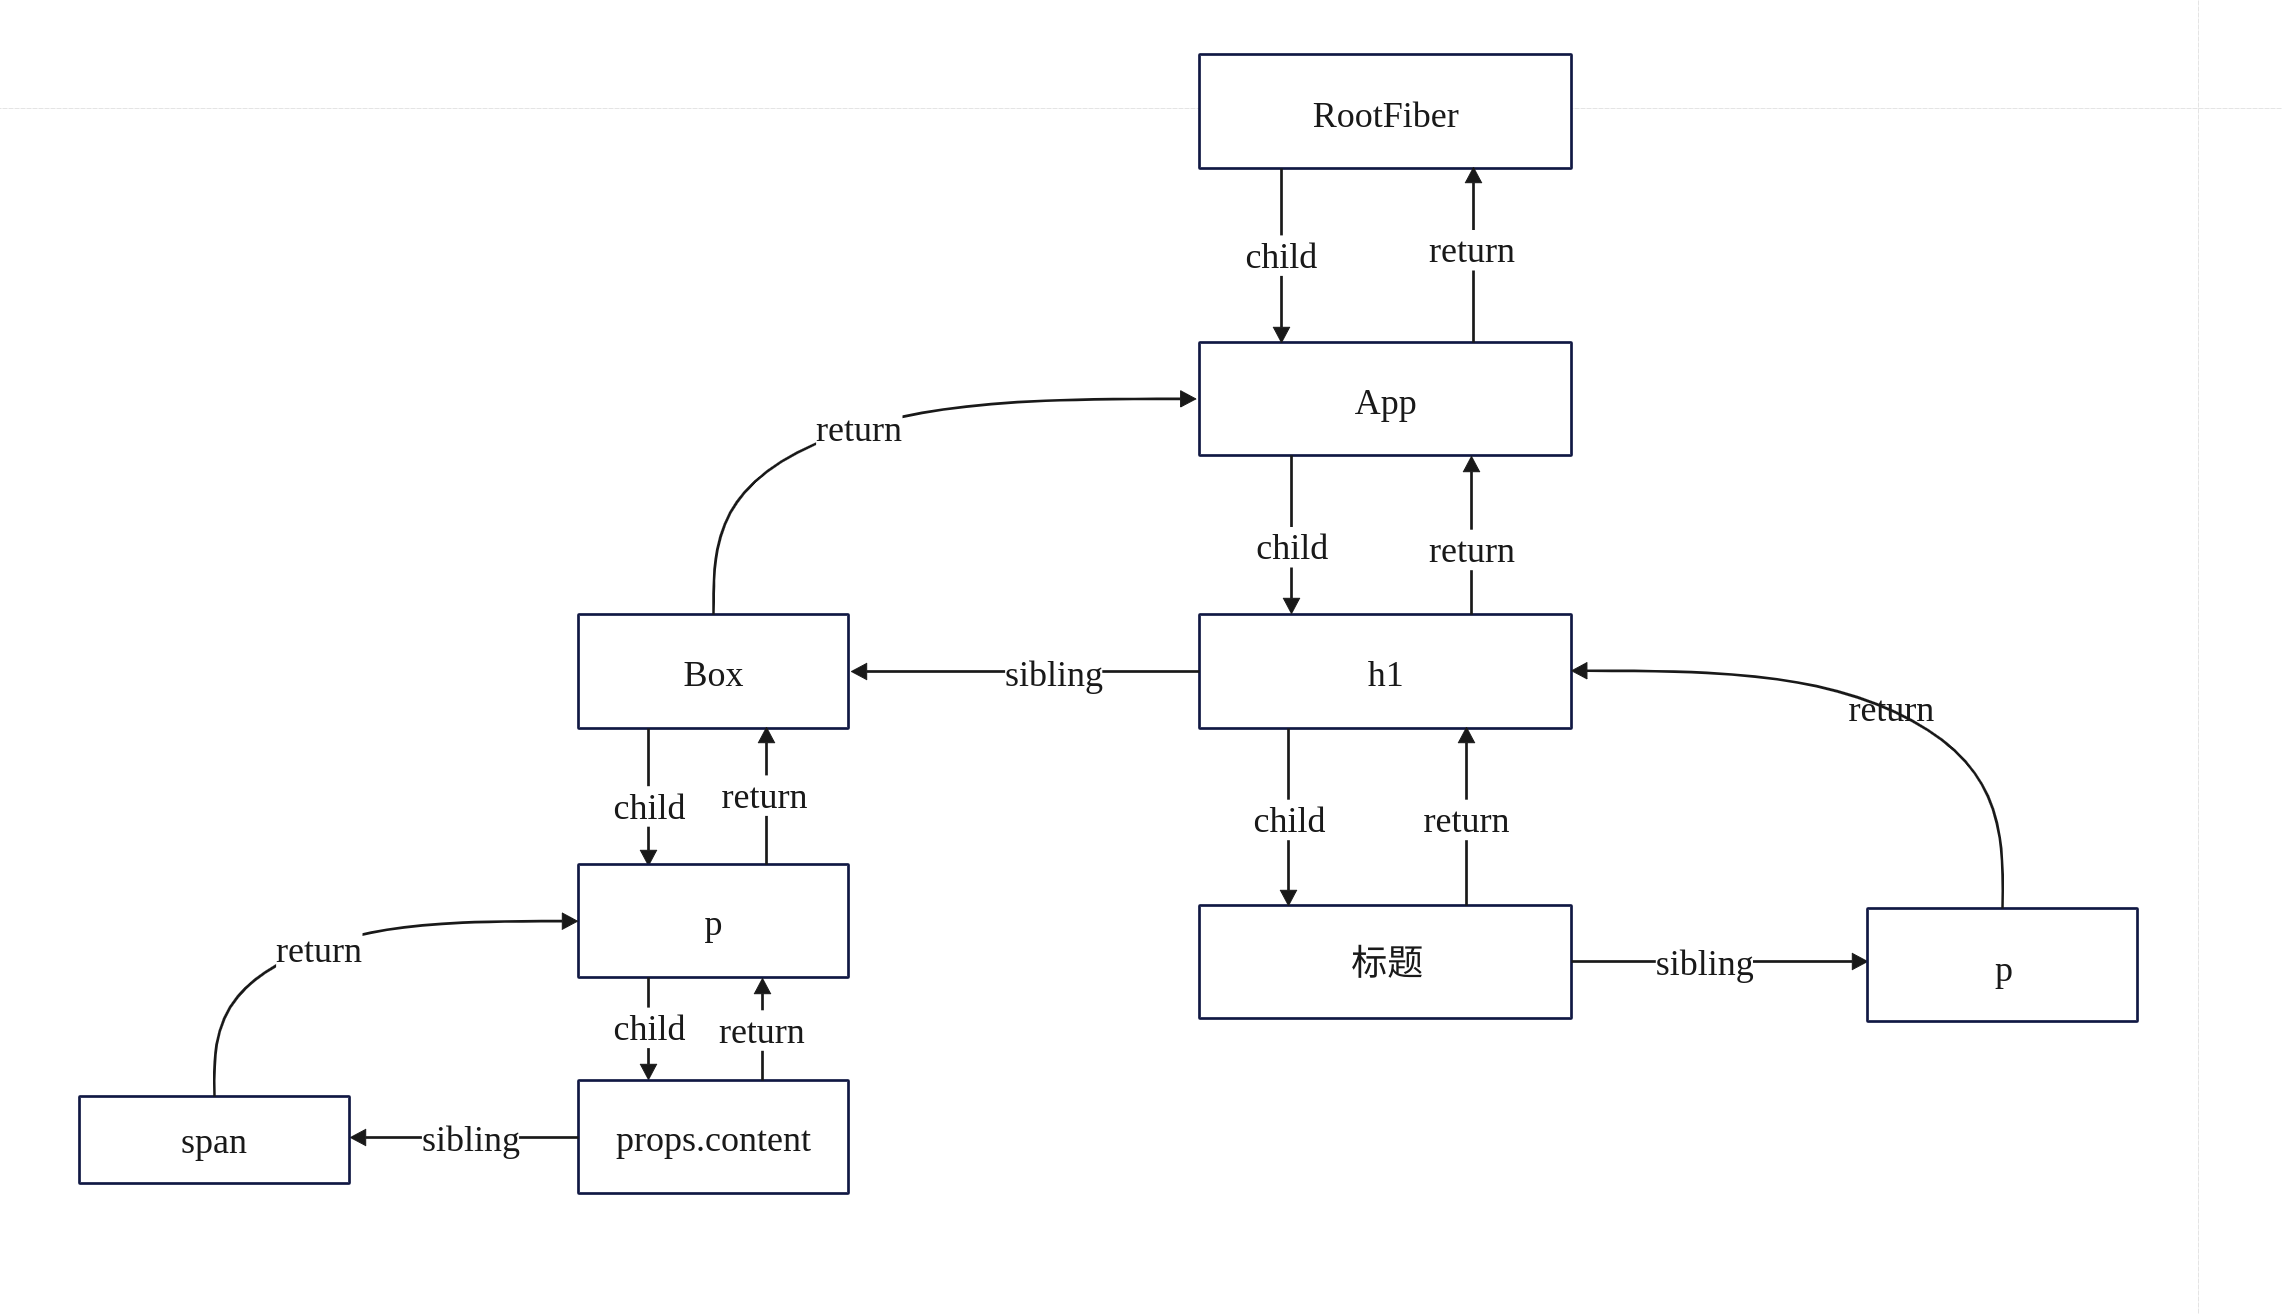 RootFiber
child
return
App
return
child
return
Box
sibling
h1
return
child
return
child
return
p
return
标题
sibling
p
child
return
span
sibling
props.content